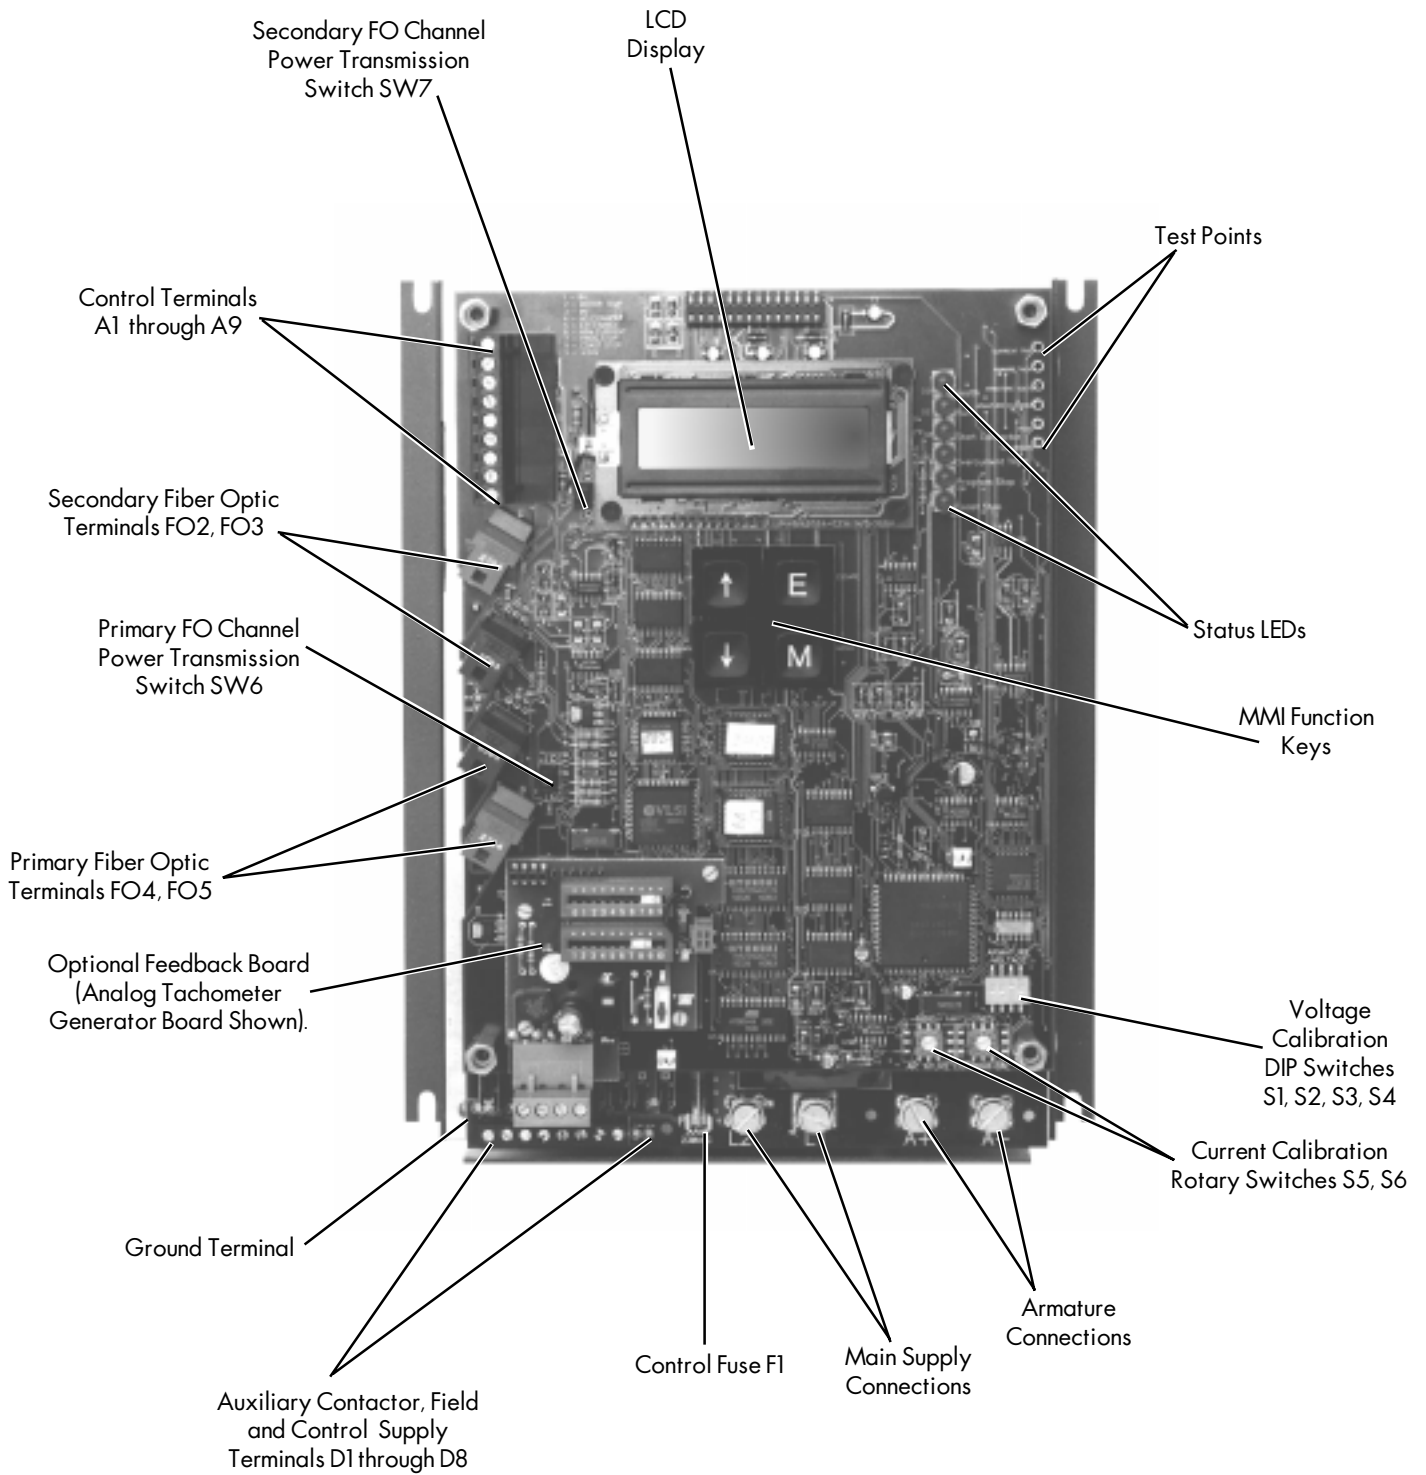 Secondary FO Channel
Power Transmission
Switch SW7
LCD
Display
Test Points
Control Terminals
A1 through A9
Secondary Fiber Optic
Terminals FO2, FO3
Primary FO Channel
Power Transmission
Switch SW6
Status LEDs
MMI Function
Keys
↑ E
↓ M
Primary Fiber Optic
Terminals FO4, FO5
Optional Feedback Board
(Analog Tachometer
Generator Board Shown).
Voltage
Calibration
DIP Switches
S1, S2, S3, S4
Current Calibration
Rotary Switches S5, S6
Ground Terminal
Armature
Connections
Control Fuse F1
Main Supply
Connections
Auxiliary Contactor, Field
and Control Supply
Terminals D1 through D8